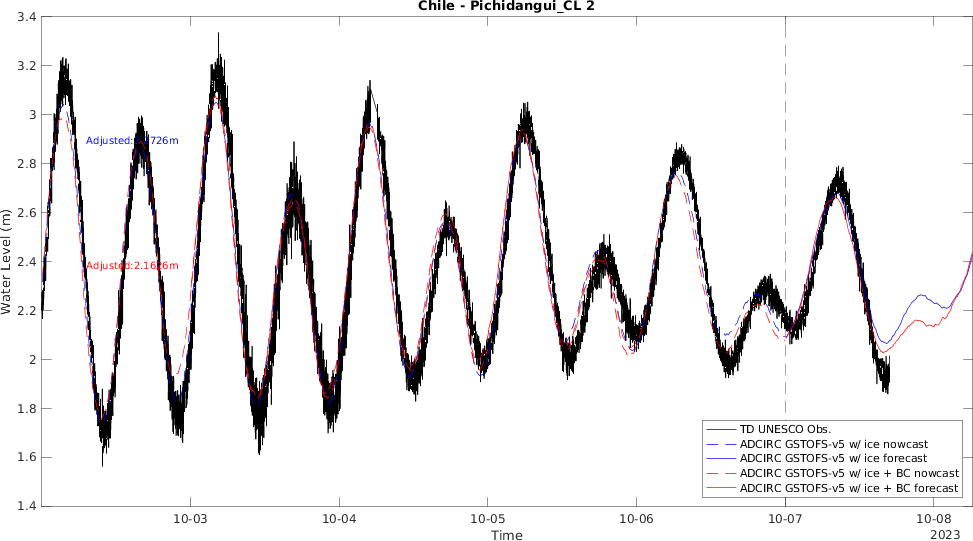 Chile - Pichidangui_CL 2
3.4
3.2
3
2.8
2.6
2.4
2.2
2
1.8
1.6
1.4
Water Level (m)
Adjusted:2.1626m
10-03
10-04
10-05
10-06
10-07
10-08
Time
2023
TD UNESCO Obs.
ADCIRC GSTOFS-v5 w/ ice nowcast
ADCIRC GSTOFS-v5 w/ ice forecast
ADCIRC GSTOFS-v5 w/ ice + BC nowcast
ADCIRC GSTOFS-v5 w/ ice + BC forecast